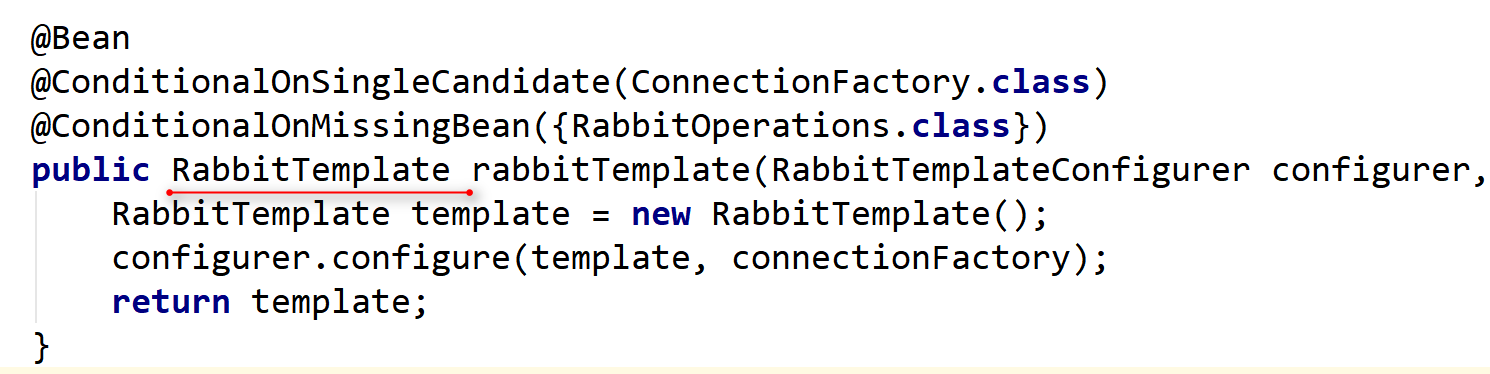 @Bean
@ConditionalOnSingleCandidate(ConnectionFactory.class)
@ConditionalOnMissingBean({RabbitOperations.class})
public RabbitTemplate rabbitTemplate(RabbitTemplateConfigurer configurer,
    RabbitTemplate template = new RabbitTemplate();
    configurer.configure(template, connectionFactory);
    return template;
}